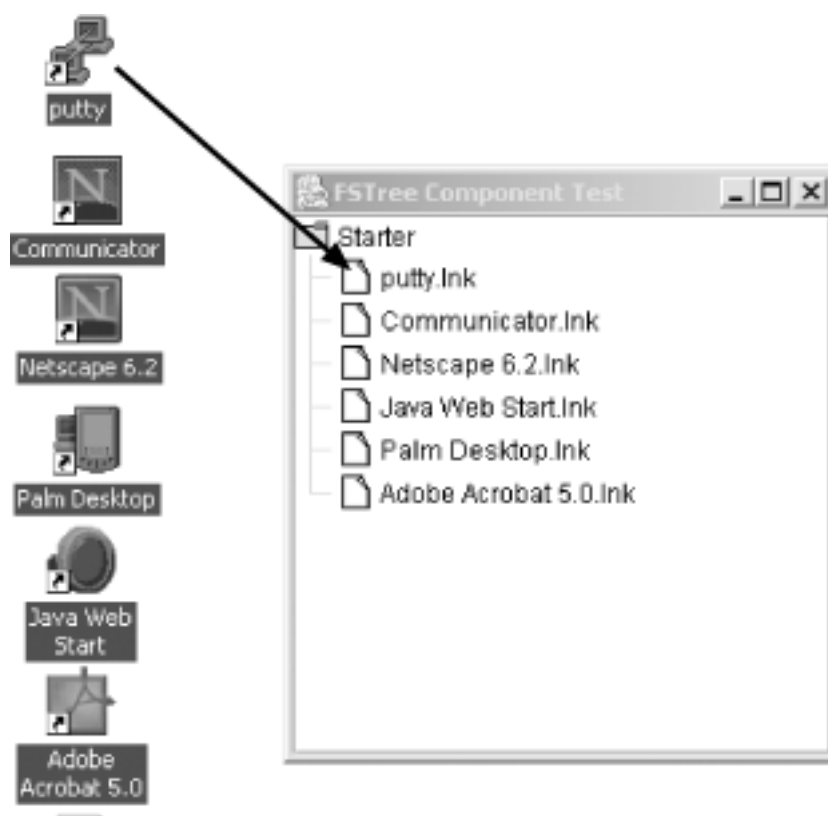 putty
Communicator
Netscape 6.2
Palm Desktop
Java Web
Start
Adobe
Acrobat 5.0
FSTree Component Test
Starter
putty.lnk
Communicator.lnk
Netscape 6.2.lnk
Java Web Start.lnk
Palm Desktop.lnk
Adobe Acrobat 5.0.lnk